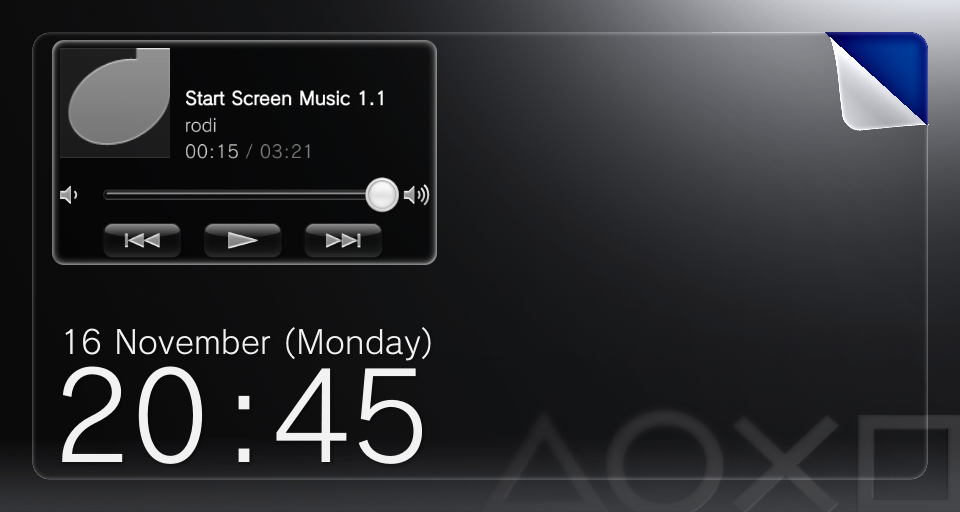 Start Screen Music 1.1
rodi
00:15 / 03:21
16 November (Monday)
20:45